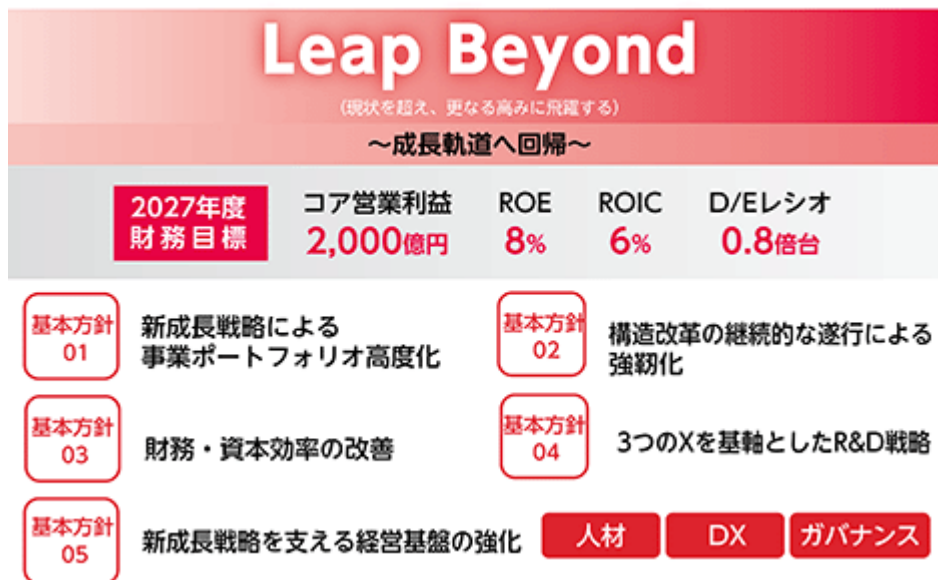 Leap Beyond
(現状を超え、更なる高みに飛躍する)
～成長軌道へ回帰～
2027年度
財務目標
コア営業利益
2,000億円
ROE
8%
ROIC
6%
D/Eレシオ
0.8倍台
基本方針
01
新成長戦略による
事業ポートフォリオ高度化
基本方針
02
構造改革の継続的な遂行による
強靭化
基本方針
03
財務・資本効率の改善
基本方針
04
3つのXを基軸としたR&D戦略
基本方針
05
新成長戦略を支える経営基盤の強化
人材
DX
ガバナンス